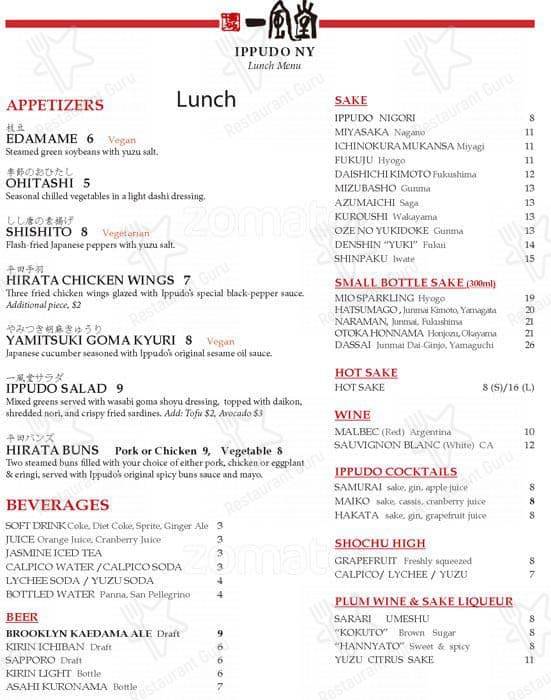 一風堂
IPPUDO NY
Lunch Menu
Lunch
APPETIZERS
枝豆
EDAMAME 6 Vegan
Steamed green soybeans with yuzu salt.
季節のおひたし
OHITASHI 5
Seasonal chilled vegetables in a light dashi dressing.
しし唐の素揚げ
SHISHITO 8 Vegetarian
Flash-fried Japanese peppers with yuzu salt.
平田手羽
HIRATA CHICKEN WINGS 7
Three fried chicken wings glazed with Ippudo's special black-pepper sauce.
Additional piece, $2
やみつき胡麻きゅうり
YAMITSUKI GOMA KYURI 8 Vegan
Japanese cucumber seasoned with Ippudo's original sesame oil sauce.
一風堂サラダ
IPPUDO SALAD 9
Mixed greens served with wasabi goma shoyu dressing, topped with daikon,
shredded nori, and crispy fried sardines. Add: Tofu $2, Avocado $3
平田バンズ
HIRATA BUNS Pork or Chicken 9, Vegetable 8
Two steamed buns filled with your choice of either pork, chicken or eggplant
& eringi, served with Ippudo's original spicy buns sauce and mayo.
BEVERAGES
SOFT DRINK Coke, Diet Coke, Sprite, Ginger Ale 3
JUICE Orange Juice, Cranberry Juice 3
JASMINE ICED TEA 3
CALPICO WATER / CALPICO SODA 3
LYCHEE SODA / YUZU SODA 4
BOTTLED WATER Panna, San Pellegrino 4
BEER
BROOKLYN KAEDAMA ALE Draft 9
KIRIN ICHIBAN Draft 6
SAPPORO Draft 6
KIRIN LIGHT Bottle 6
ASAHI KURONAMA Bottle 7
SAKE
IPPUDO NIGORI 8
MIYASAKA Nagano 11
ICHINOKURA MUKANSA Miyagi 11
FUKUJU Hyogo 11
DAISHICHI KIMOTO Fukushima 12
MIZUBASHO Gunma 13
AZUMAICHI Saga 13
KUROUSHI Wakayama 13
OZE NO YUKIDOKE Gunma 13
DENSHIN "YUKI" Fukui 14
SHINPAKU Iwate 15
SMALL BOTTLE SAKE (300ml)
MIO SPARKLING Hyogo 19
HATSUMAGO , Junmai Kimoto, Yamagata 20
NARAMAN, Junmai, Fukushima 21
OTOKA HONNAMA Honjozu, Okayama 21
DASSAI Junmai Dai-Ginjo, Yamaguchi 26
HOT SAKE
HOT SAKE 8 (S)/16 (L)
WINE
MALBEC (Red) Argentina 10
SAUVIGNON BLANC (White) CA 12
IPPUDO COCKTAILS
SAMURAI sake, gin, apple juice 8
MAIKO sake, cassis, cranberry juice 8
HAKATA sake, gin, grapefruit juice 8
SHOCHU HIGH
GRAPEFRUIT Freshly squeezed 8
CALPICO/ LYCHEE / YUZU 7
PLUM WINE & SAKE LIQUEUR
SARARI UMESHU 8
"KOKUTO" Brown Sugar 8
"HANNYATO" Sweet & spicy 8
YUZU CITRUS SAKE 11
zomato
Restaurant Guru